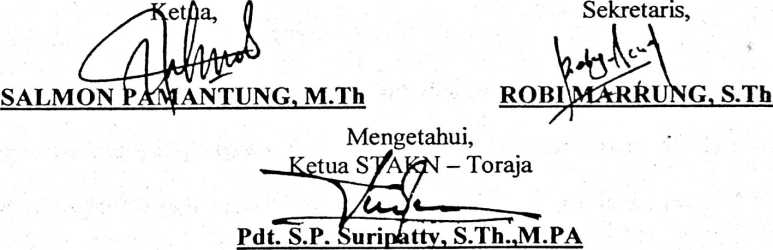 Ketua, Sekretaris,
SALMON PAMANTUNG, M.Th ROBI MARRUNG, S.Th
Mengetahui,
Ketua STAKN – Toraja
Pdt. S.P. Suripatty, S.Th.,M.PA